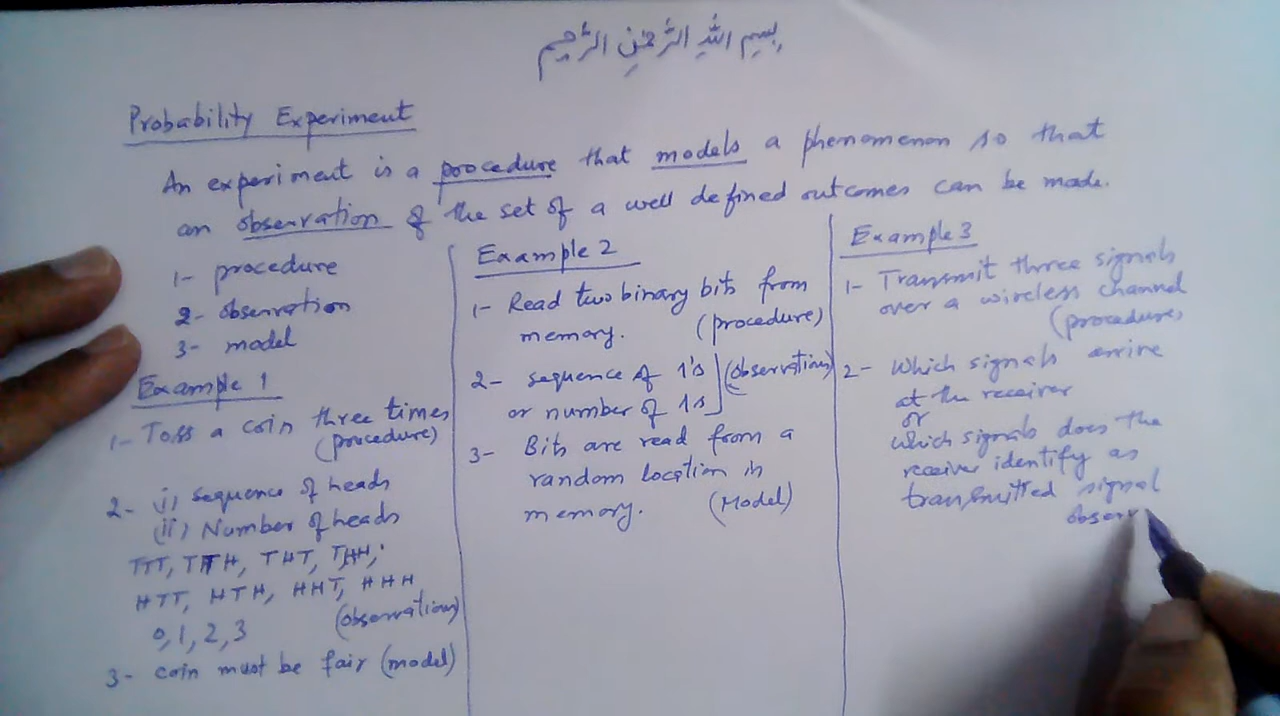 بِسْمِ اللهِ الرَّحْمٰنِ الرَّحِيْمِ
Probability Experiment
An experiment is a procedure that models a phenomenon so that
an observation of the set of a well defined outcomes can be made.
1- procedure
2- observation
3- model
Example 1
1- Toss a coin three times
(procedure)
2- (i) Sequence of heads
(ii) Number of heads
TTT, TTH, THT, THH,
HTT, HTH, HHT, HHH
0, 1, 2, 3 (observation)
3- coin must be fair (model)
Example 2
1- Read two binary bits from
memory. (procedure)
2- sequence of 1's (observation)
or number of 1s
3- Bits are read from a
random location in
memory. (Model)
Example 3
1- Transmit three signals
over a wireless channel
(procedure)
2- Which signals arrive
at the receiver
or
which signals does the
receiver identify as
transmitted signal
obser